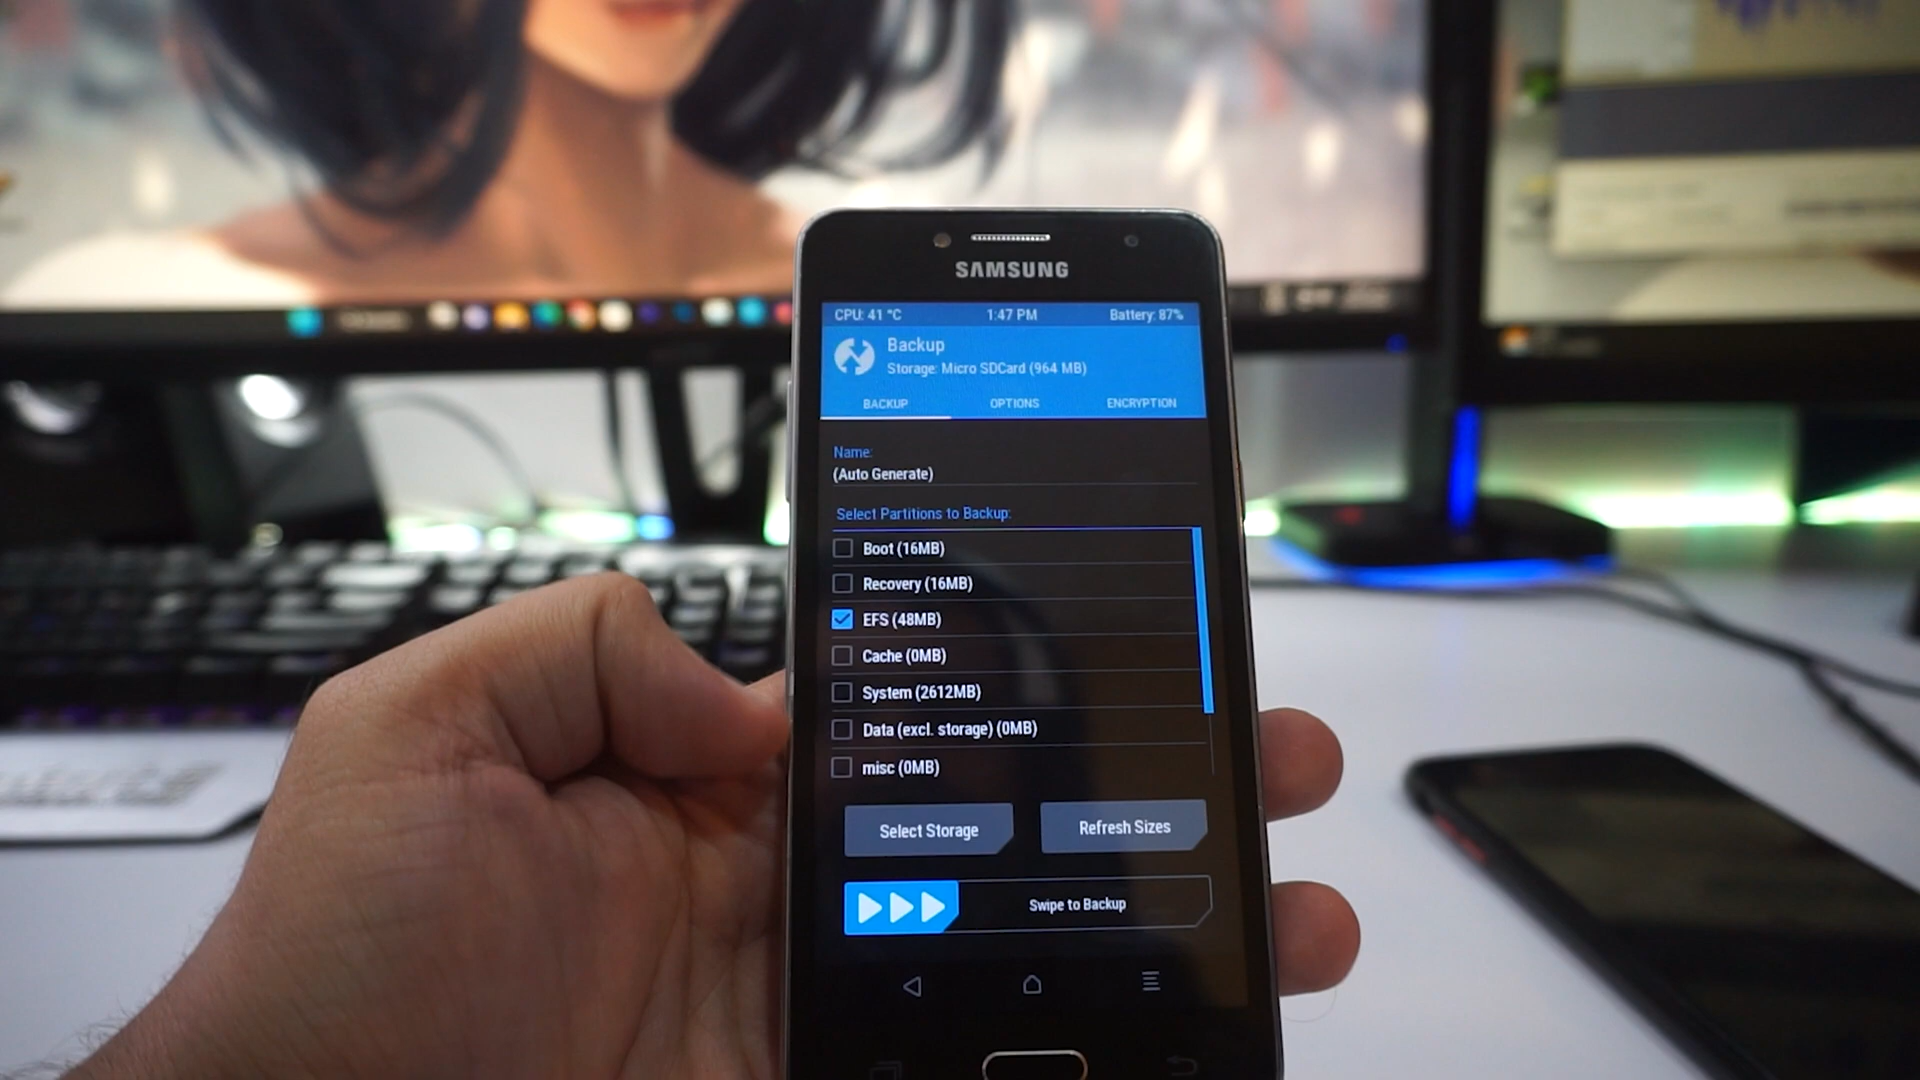 SAMSUNG
CPU: 41 °C 1:47 PM Battery: 87%
Backup
Storage: Micro SDCard (964 MB)
BACKUP OPTIONS ENCRYPTION
Name:
(Auto Generate)
Select Partitions to Backup:
Boot (16MB)
Recovery (16MB)
EFS (48MB)
Cache (0MB)
System (2612MB)
Data (excl. storage) (0MB)
misc (0MB)
Select Storage Refresh Sizes
Swipe to Backup